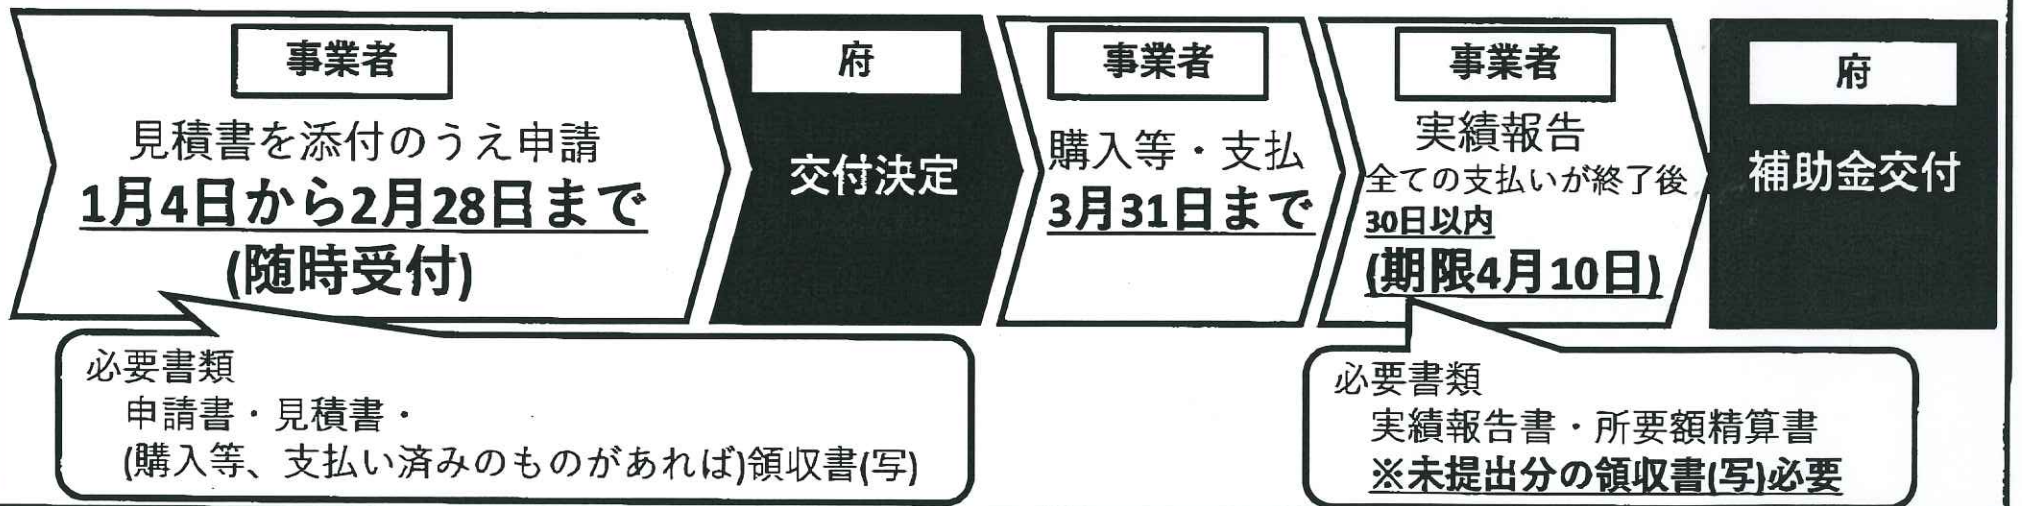 事業者
見積書を添付のうえ申請
1月4日から2月28日まで
(随時受付)
必要書類
申請書・見積書・
(購入等、支払い済みのものがあれば)領収書(写)
府
交付決定
事業者
購入等・支払
3月31日まで
事業者
実績報告
全ての支払いが終了後
30日以内
(期限4月10日)
必要書類
実績報告書・所要額精算書
※未提出分の領収書(写)必要
府
補助金交付